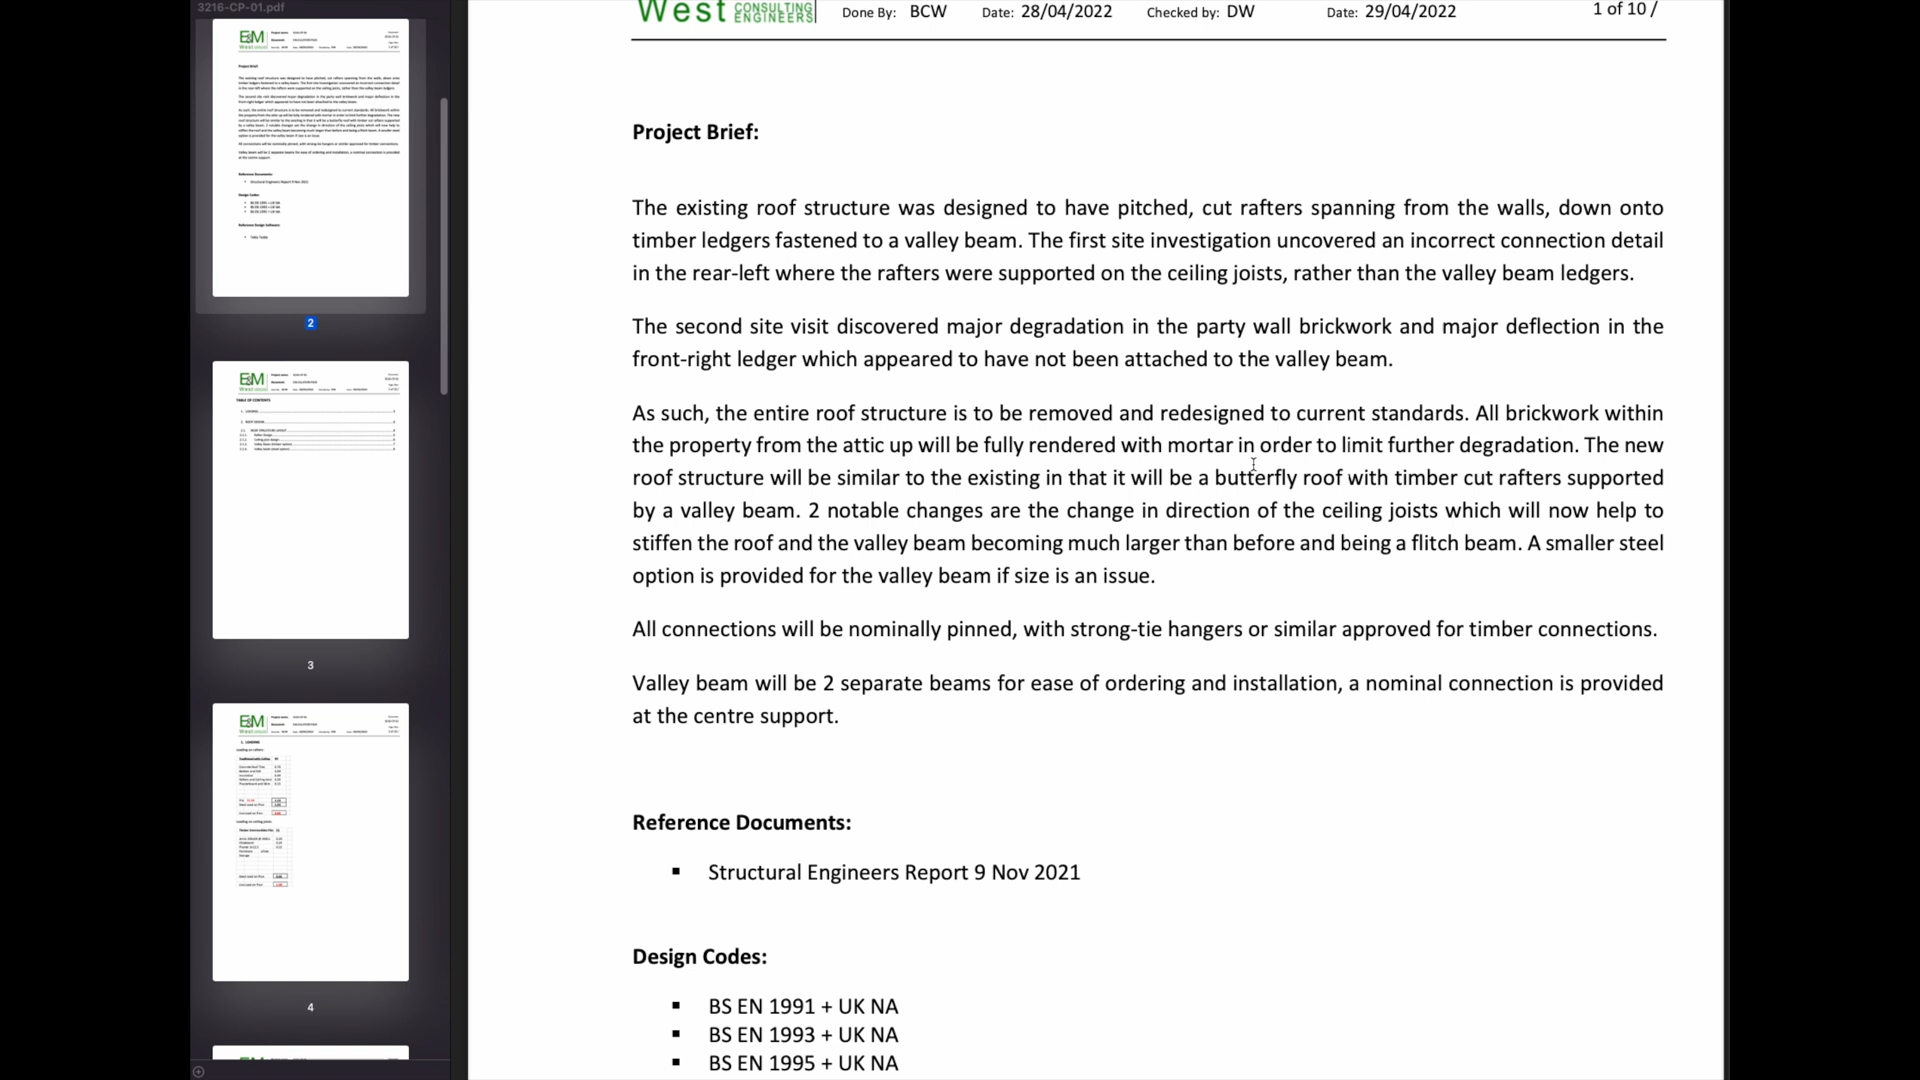 3216-CP-01.pdf
West CONSULTING ENGINEERS Done By: BCW Date: 28/04/2022 Checked by: DW Date: 29/04/2022 1 of 10 /
Project Brief:
The existing roof structure was designed to have pitched, cut rafters spanning from the walls, down onto
timber ledgers fastened to a valley beam. The first site investigation uncovered an incorrect connection detail
in the rear-left where the rafters were supported on the ceiling joists, rather than the valley beam ledgers.
The second site visit discovered major degradation in the party wall brickwork and major deflection in the
front-right ledger which appeared to have not been attached to the valley beam.
As such, the entire roof structure is to be removed and redesigned to current standards. All brickwork within
the property from the attic up will be fully rendered with mortar in order to limit further degradation. The new
roof structure will be similar to the existing in that it will be a butterfly roof with timber cut rafters supported
by a valley beam. 2 notable changes are the change in direction of the ceiling joists which will now help to
stiffen the roof and the valley beam becoming much larger than before and being a flitch beam. A smaller steel
option is provided for the valley beam if size is an issue.
All connections will be nominally pinned, with strong-tie hangers or similar approved for timber connections.
Valley beam will be 2 separate beams for ease of ordering and installation, a nominal connection is provided
at the centre support.
Reference Documents:
▪ Structural Engineers Report 9 Nov 2021
Design Codes:
▪ BS EN 1991 + UK NA
▪ BS EN 1993 + UK NA
▪ BS EN 1995 + UK NA
E&M
West
2
E&M
West
TABLE OF CONTENTS
3
E&M
West
1. LOADING
4